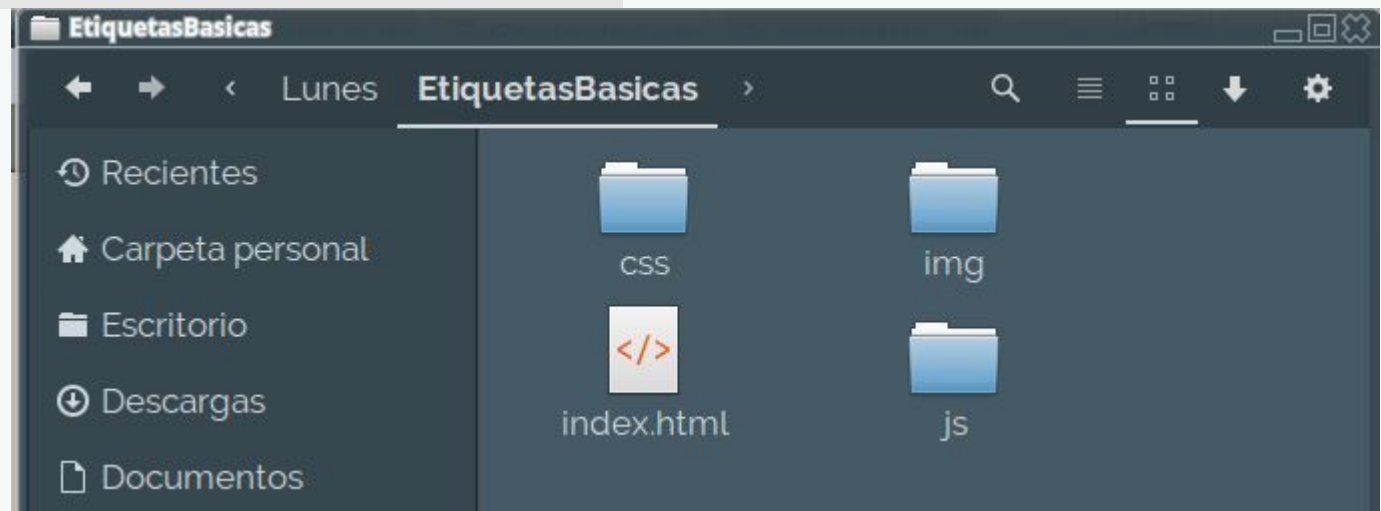 EtiquetasBasicas
Lunes EtiquetasBasicas
Recientes
Carpeta personal
Escritorio
Descargas
Documentos
css img
</>
index.html js